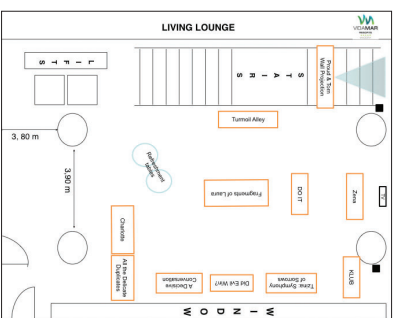 LIVING LOUNGE
VIDAMAR
LIFTS
STAIRS
Proud & Torn
Wall Projection
Turmoil Alley
3, 80 m
Refreshment
tables
3,90 m
Fragments of Laura
DO IT
Zena
TV
Charlotte
All the Delicate
Duplicates
A Decisive
Conversation
Did Evil Win?
Tzina: Symphony
of Sorrows
KLUB
WINDOW